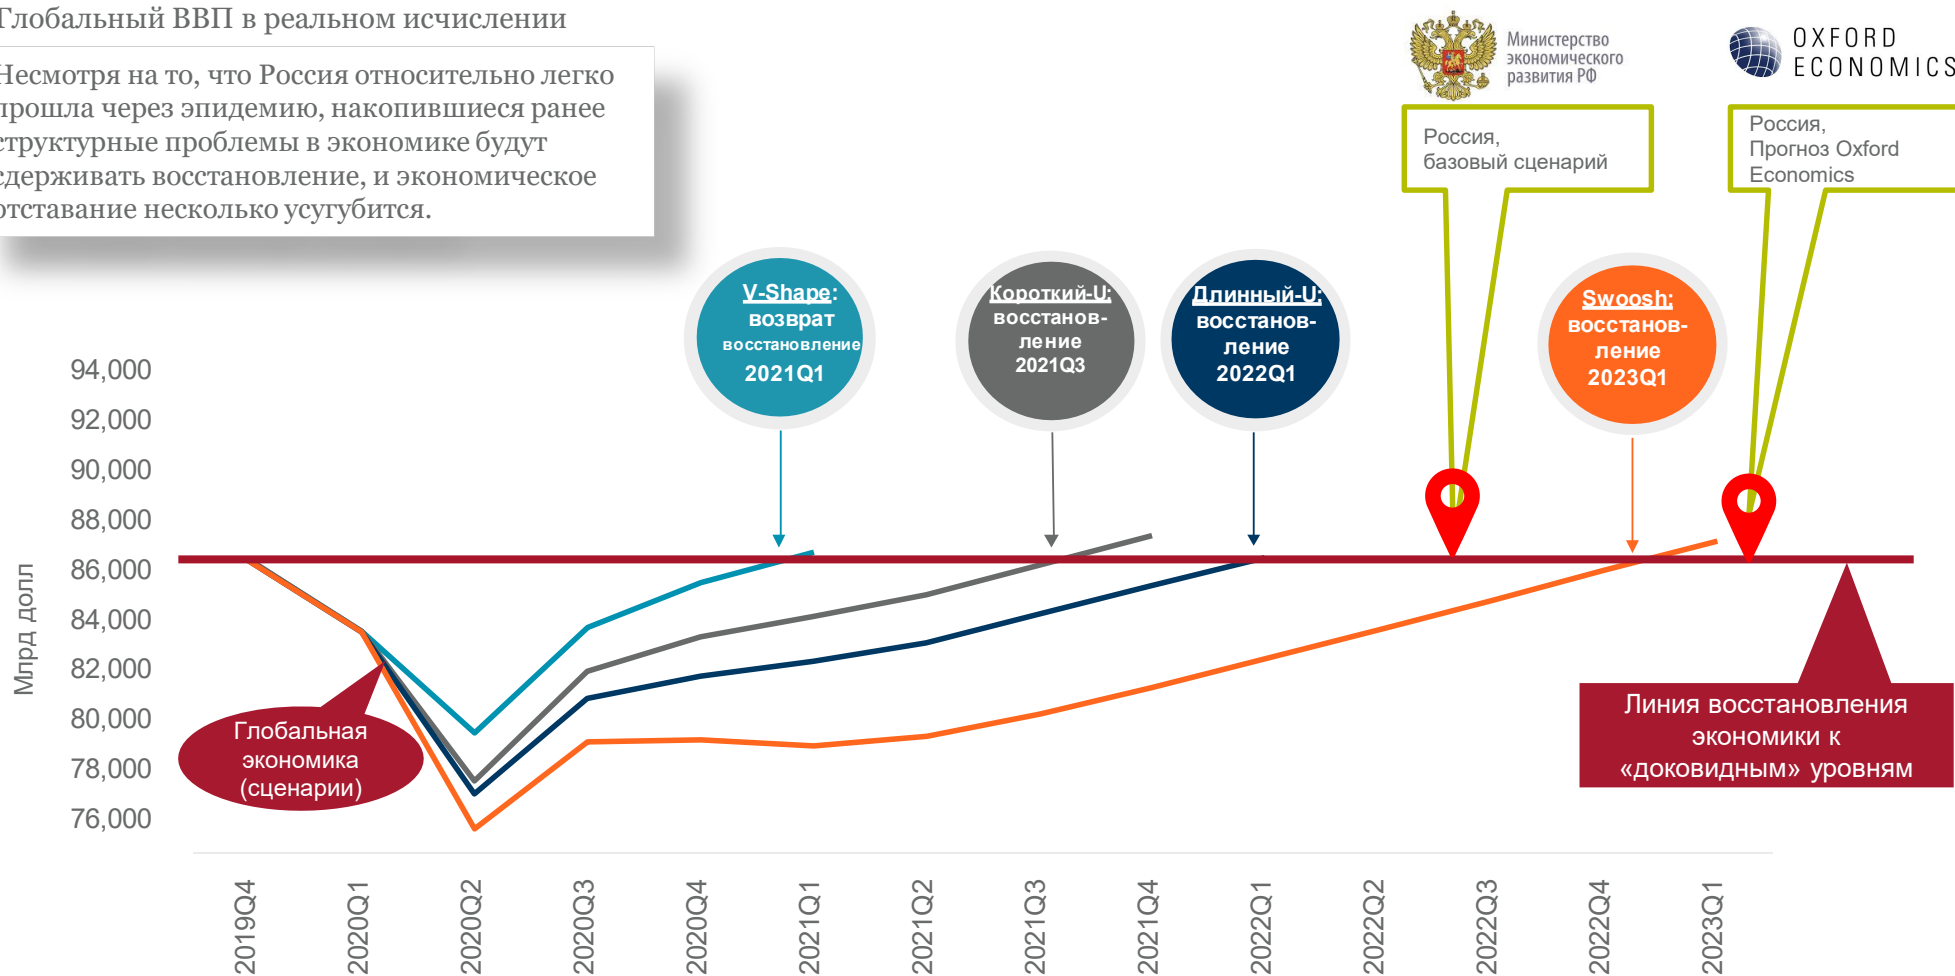 Глобальный ВВП в реальном исчислении
Несмотря на то, что Россия относительно легко
прошла через эпидемию, накопившиеся ранее
структурные проблемы в экономике будут
сдерживать восстановление, и экономическое
отставание несколько усугубится.
Министерство
экономического
развития РФ
OXFORD
ECONOMICS
Россия,
базовый сценарий
Россия,
Прогноз Oxford
Economics
V-Shape:
возврат
восстановление
2021Q1
Короткий-U:
восстанов-
ление
2021Q3
Длинный-U:
восстанов-
ление
2022Q1
Swoosh:
восстанов-
ление
2023Q1
Мпрд долл
94,000
92,000
90,000
88,000
86,000
84,000
82,000
80,000
78,000
76,000
Глобальная
экономика
(сценарии)
Линия восстановления
экономики к
«доковидным» уровням
2019Q4
2020Q1
2020Q2
2020Q3
2020Q4
2021Q1
2021Q2
2021Q3
2021Q4
2022Q1
2022Q2
2022Q3
2022Q4
2023Q1